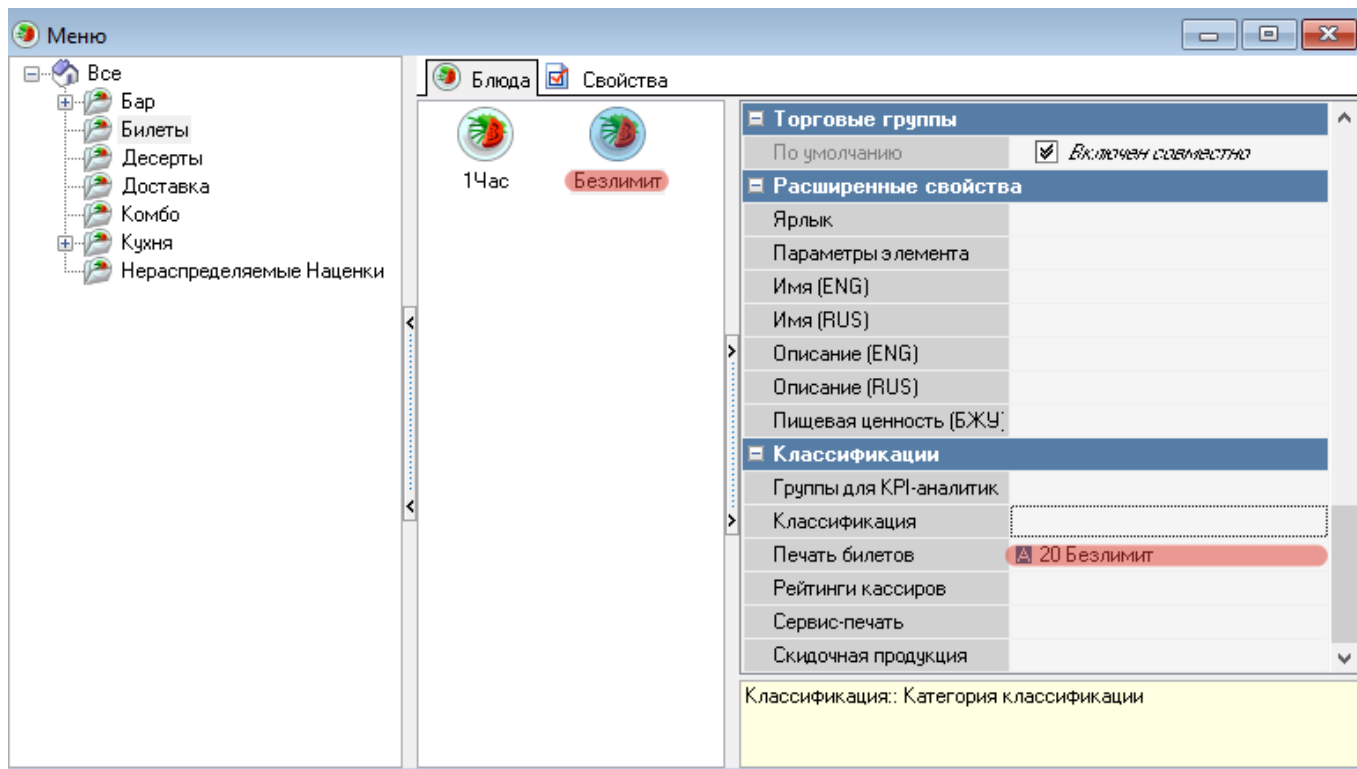 Меню
Все
Бар
Билеты
Десерты
Доставка
Комбо
Кухня
Нераспределяемые Наценки
Блюда
Свойства
1Час
Безлимит
Торговые группы
По умолчанию
Включен совместно
Расширенные свойства
Ярлык
Параметры элемента
Имя (ENG)
Имя (RUS)
Описание (ENG)
Описание (RUS)
Пищевая ценность (БЖУ)
Классификации
Группы для KPI-аналитик
Классификация
Печать билетов
A 20 Безлимит
Рейтинги кассиров
Сервис-печать
Скидочная продукция
Классификация:: Категория классификации